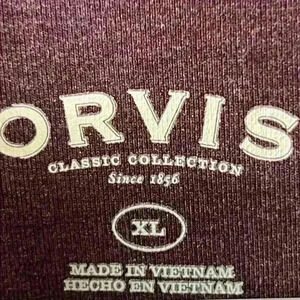 ORVIS
CLASSIC COLLECTION
Since 1856
XL
MADE IN VIETNAM
HECHO EN VIETNAM